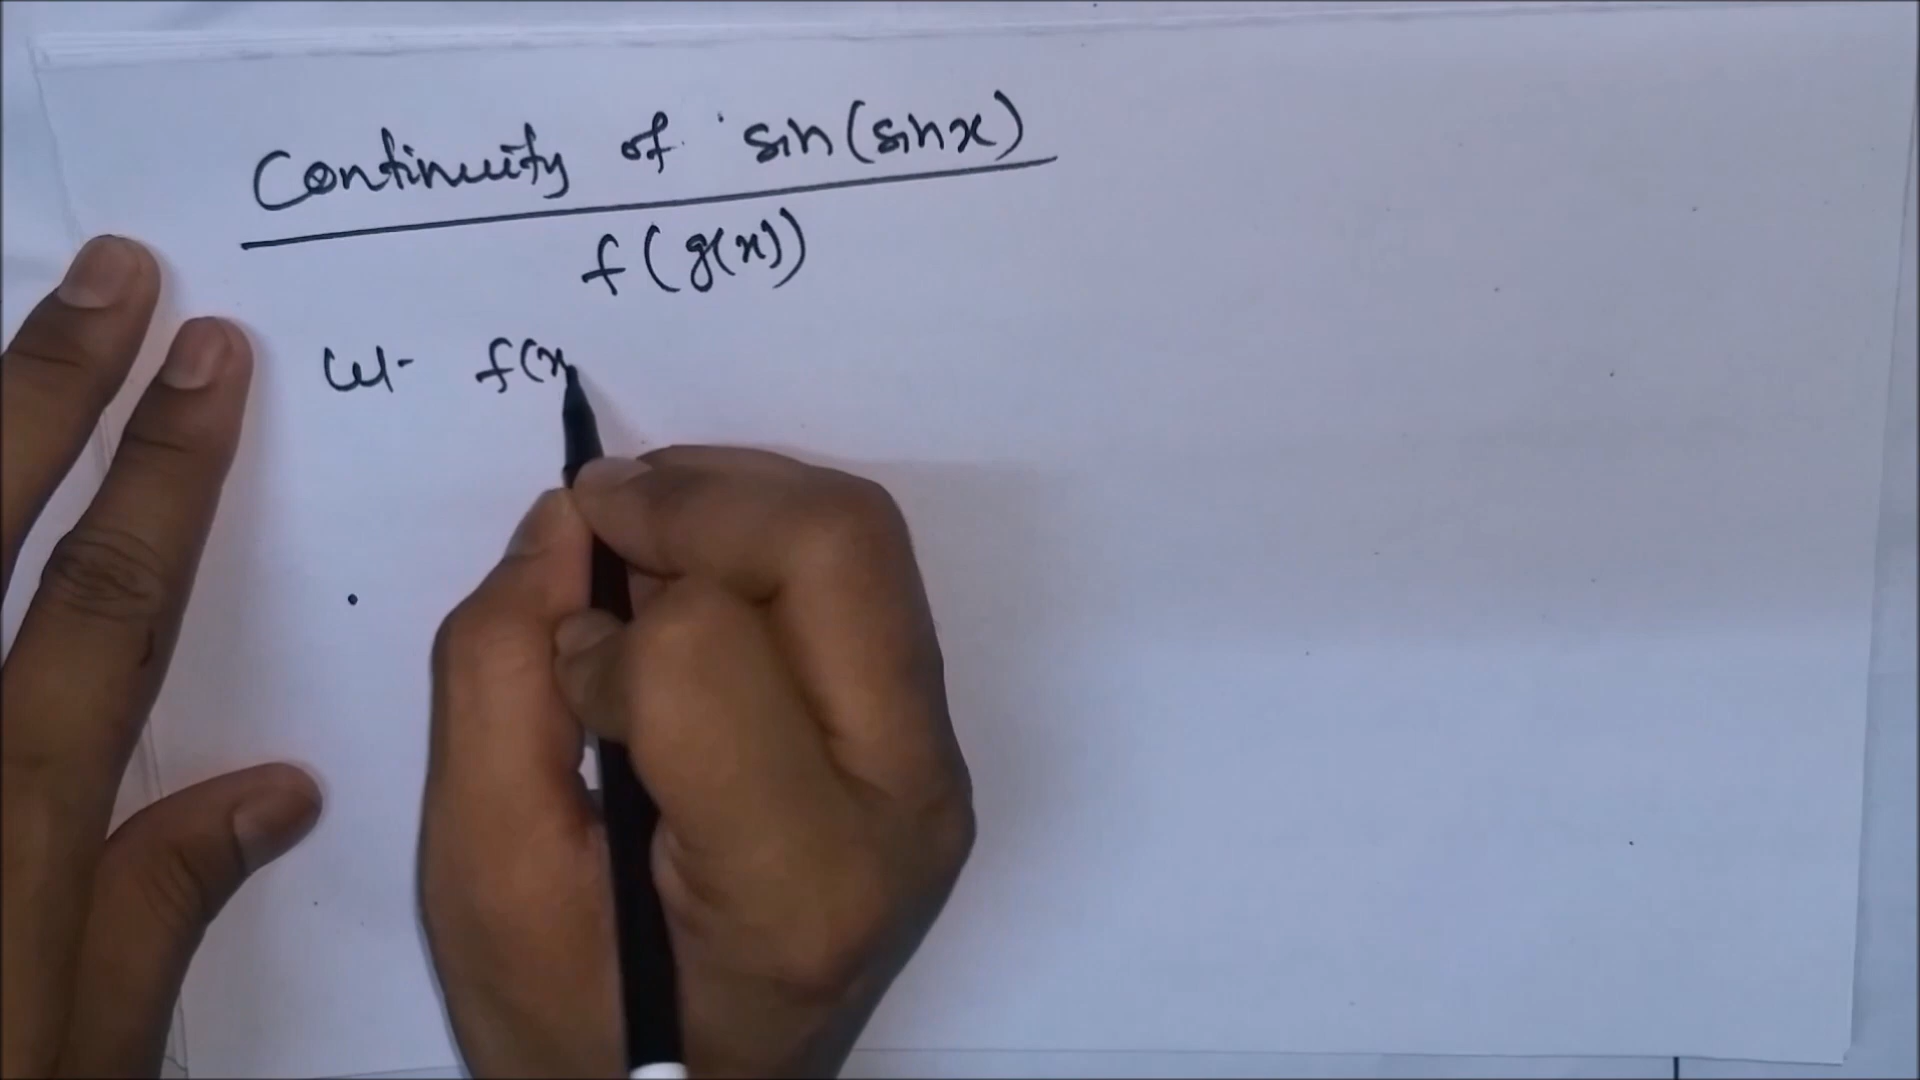 Continuity of sin(sinx)
f(g(x))
Let f(x